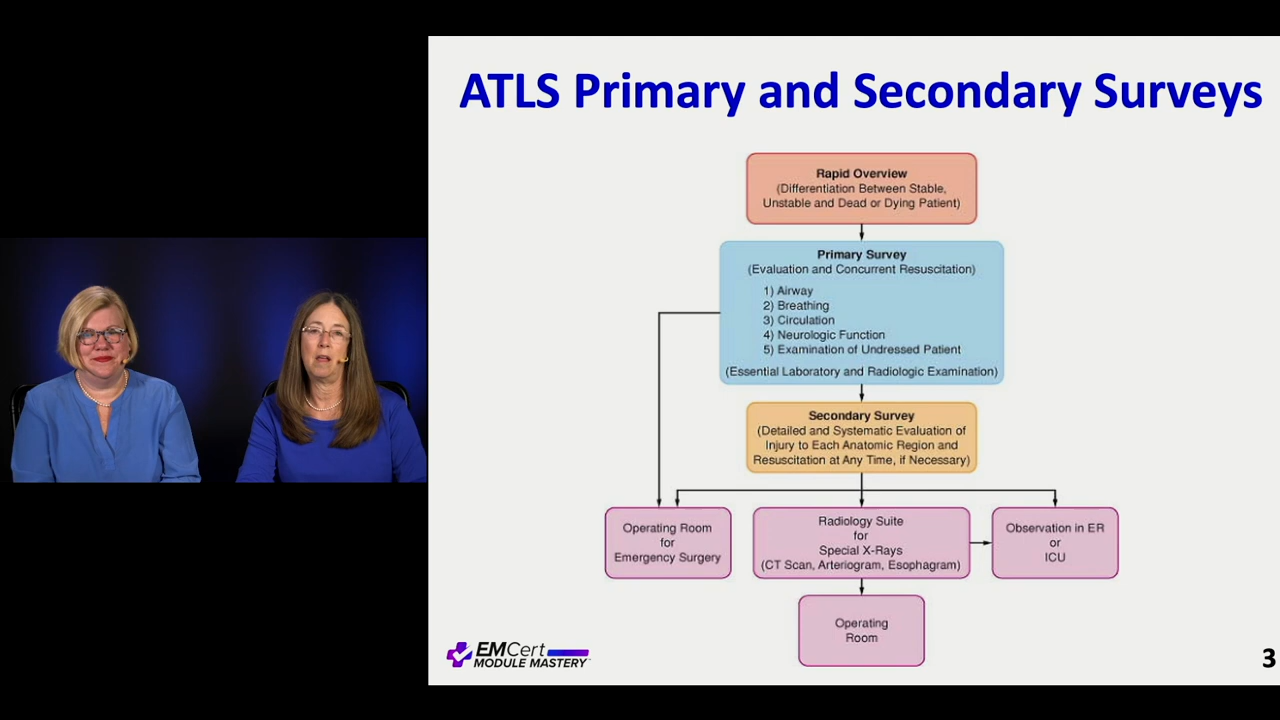 ATLS Primary and Secondary Surveys
Rapid Overview
(Differentiation Between Stable,
Unstable and Dead or Dying Patient)
Primary Survey
(Evaluation and Concurrent Resuscitation)
1) Airway
2) Breathing
3) Circulation
4) Neurologic Function
5) Examination of Undressed Patient
(Essential Laboratory and Radiologic Examination)
Secondary Survey
(Detailed and Systematic Evaluation of
Injury to Each Anatomic Region and
Resuscitation at Any Time, if Necessary)
Operating Room
for
Emergency Surgery
Radiology Suite
for
Special X-Rays
(CT Scan, Arteriogram, Esophagram)
Observation in ER
or
ICU
Operating
Room
EMCert
MODULE MASTERY
3